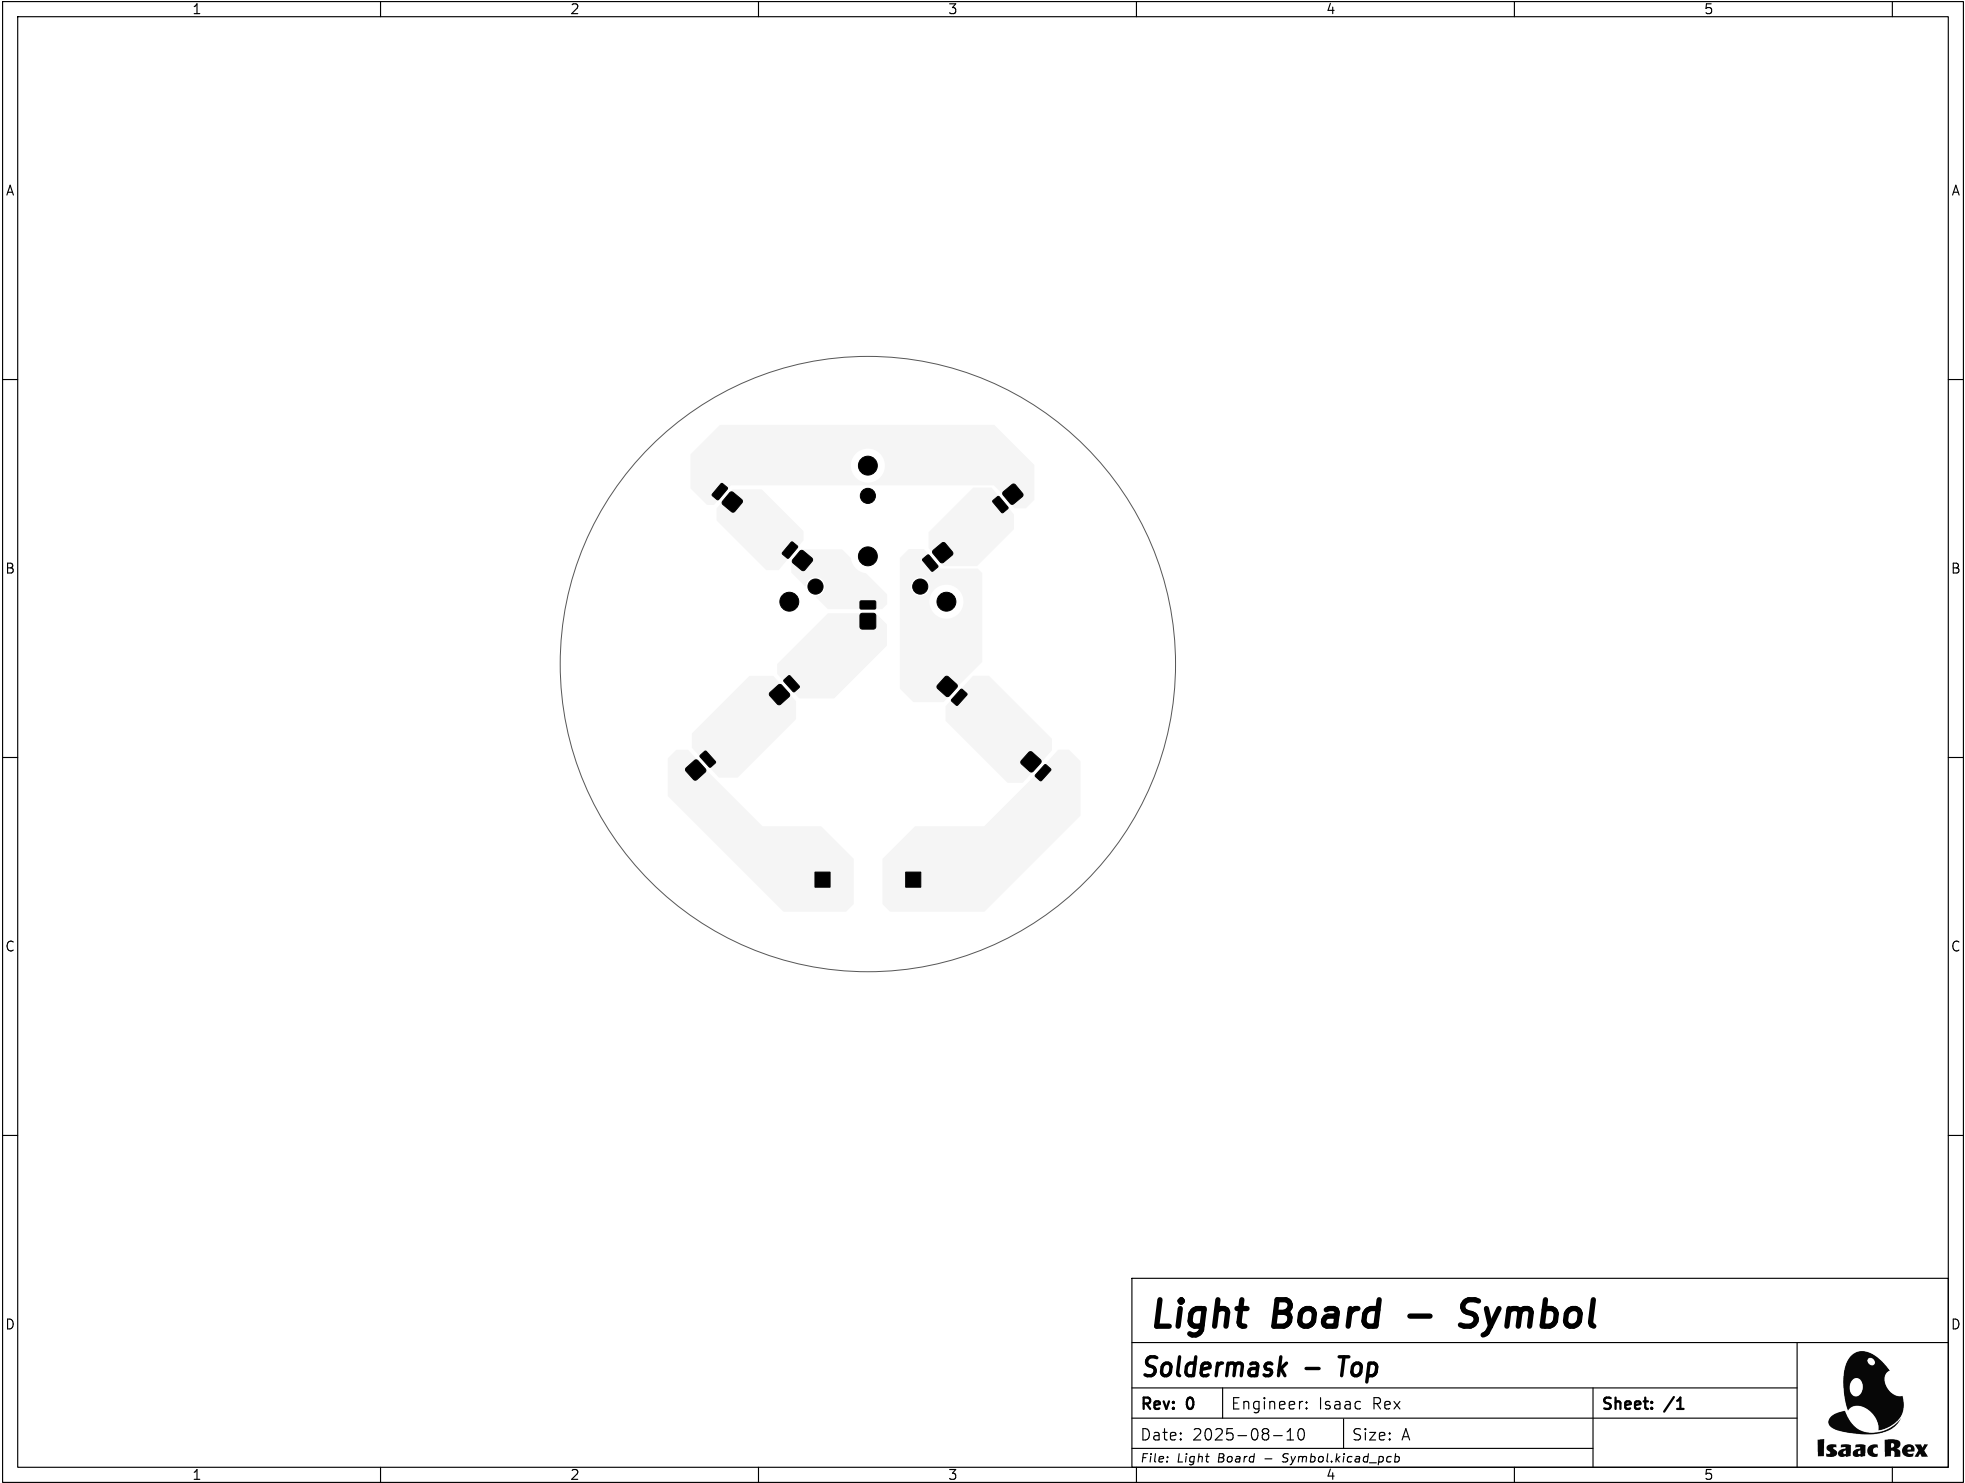 1 2 3 4 5
A A
B B
C C
D D
Light Board - Symbol
Soldermask - Top
Rev: 0 Engineer: Isaac Rex Sheet: /1
Date: 2025-08-10 Size: A
File: Light Board - Symbol.kicad_pcb
Isaac Rex
1 2 3 4 5